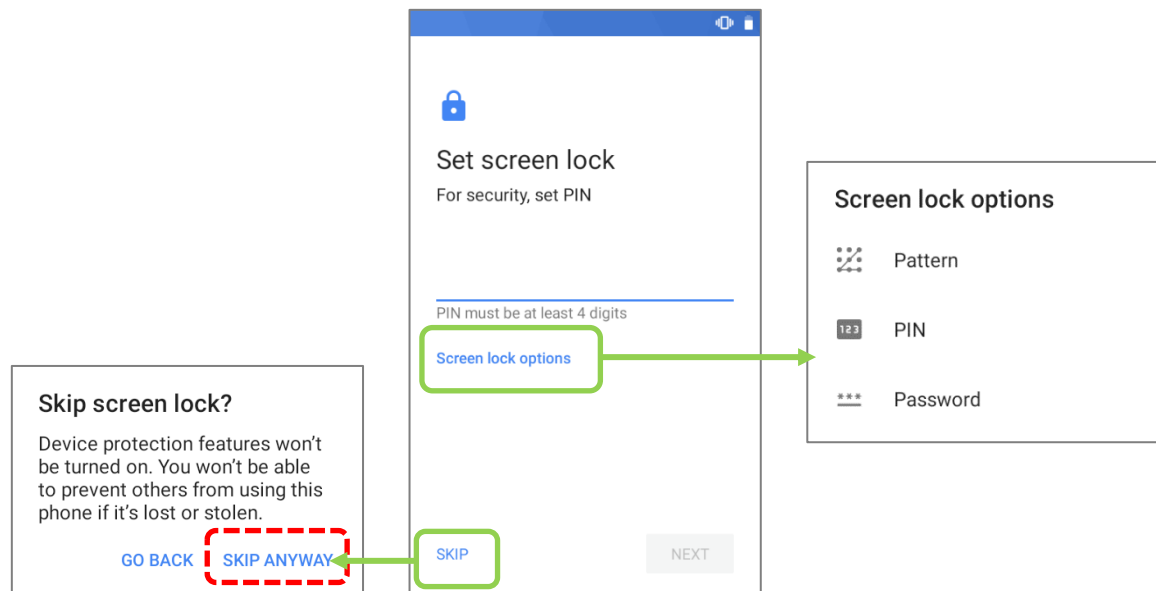 Set screen lock
For security, set PIN
PIN must be at least 4 digits
Screen lock options
SKIP
NEXT
Screen lock options
Pattern
123
PIN
***
Password
Skip screen lock?
Device protection features won't
be turned on. You won't be able
to prevent others from using this
phone if it's lost or stolen.
GO BACK
SKIP ANYWAY